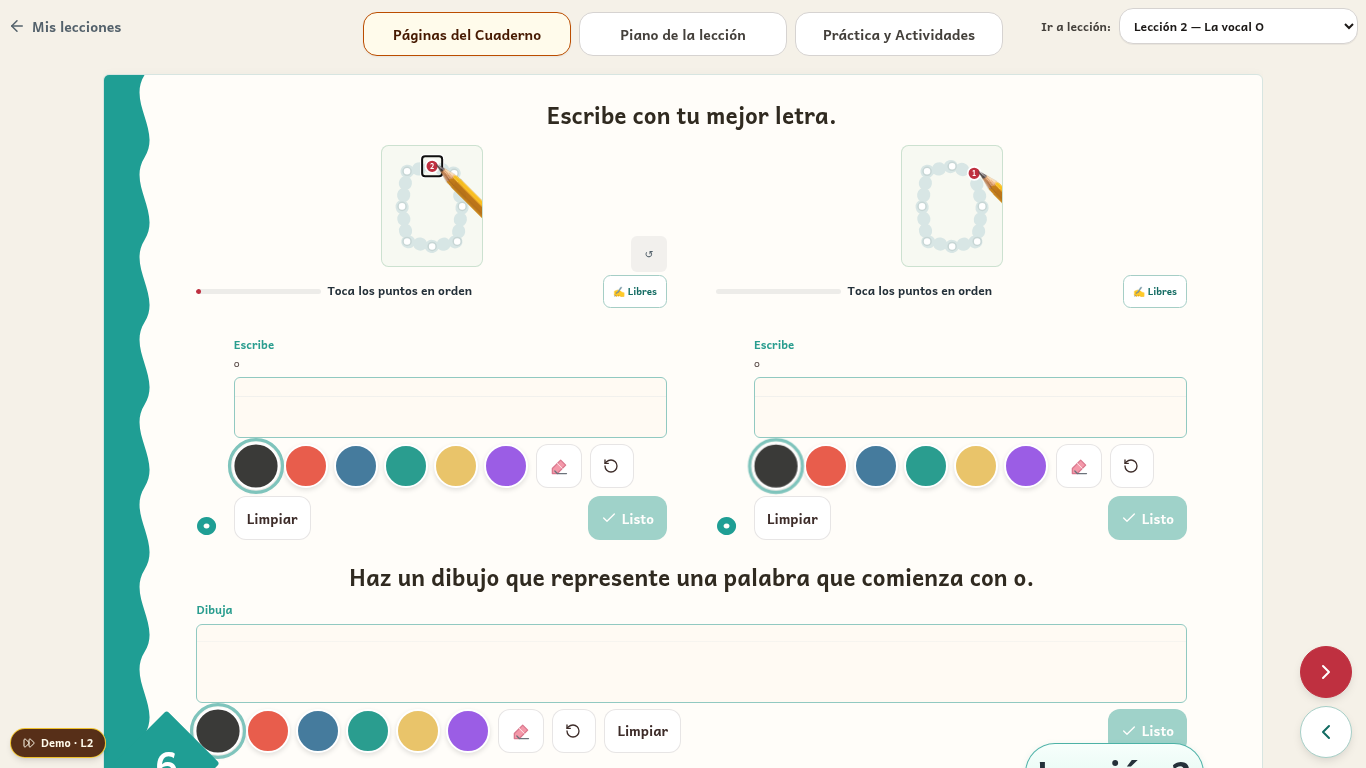 Mis lecciones
Páginas del Cuaderno
Piano de la lección
Práctica y Actividades
Ir a lección:
Lección 2 — La vocal O
Escribe con tu mejor letra.
2
1
Toca los puntos en orden
✍️ Libres
Toca los puntos en orden
✍️ Libres
Escribe
o
Limpiar
Listo
Escribe
o
Limpiar
Listo
Haz un dibujo que represente una palabra que comienza con o.
Dibuja
Limpiar
Listo
Demo · L2
6